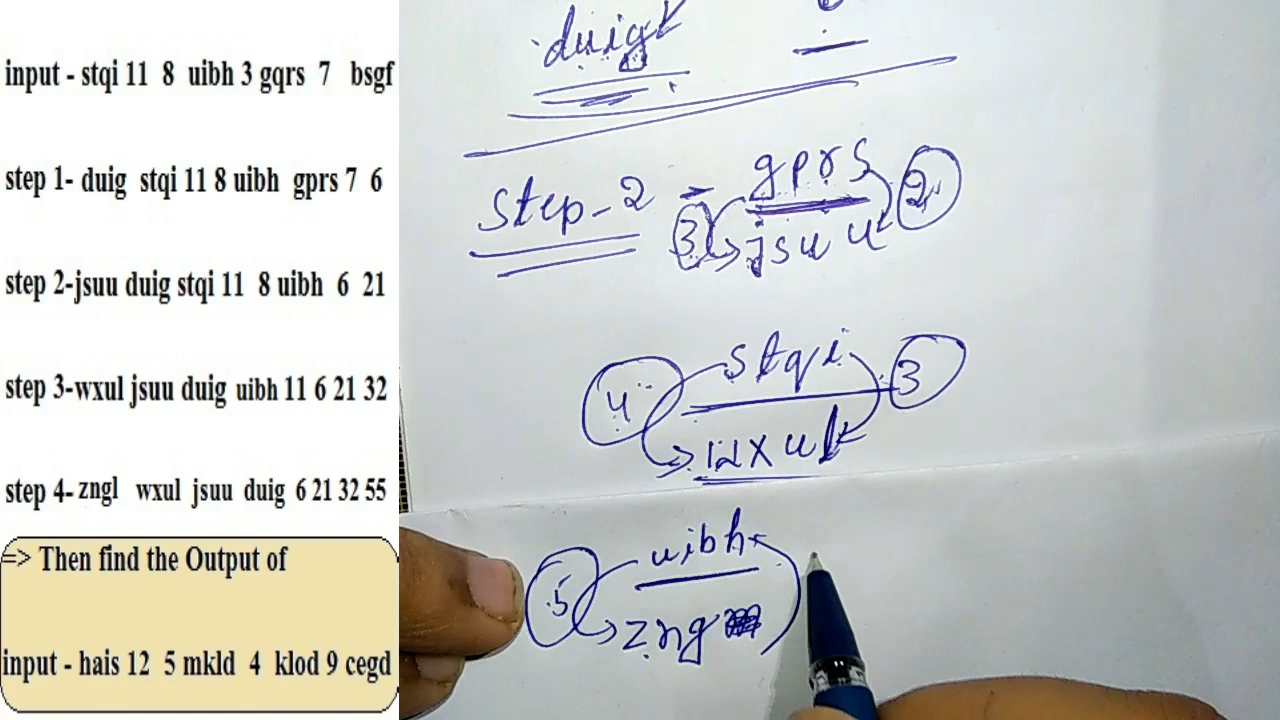 input - stqi 11 8 uibh 3 gqrs 7 bsgf
step 1- duig stqi 11 8 uibh gprs 7 6
step 2-jsuu duig stqi 11 8 uibh 6 21
step 3-wxul jsuu duig uibh 11 6 21 32
step 4- zngl wxul jsuu duig 6 21 32 55
=> Then find the Output of
input - hais 12 5 mkld 4 klod 9 cegd
duig
step-2 - gprs 2
3 jsuu
stqi 3
4
wxul
uibh
5
zng